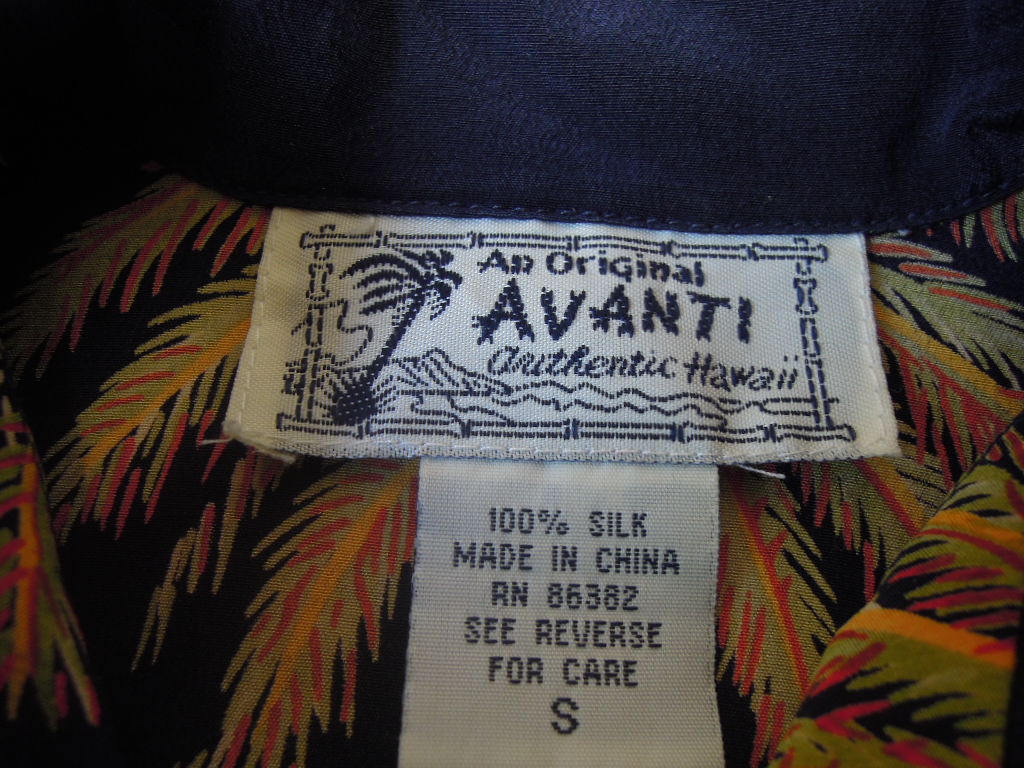 An Original
AVANTI
Authentic Hawaii
100% SILK
MADE IN CHINA
RN 86382
SEE REVERSE
FOR CARE
S